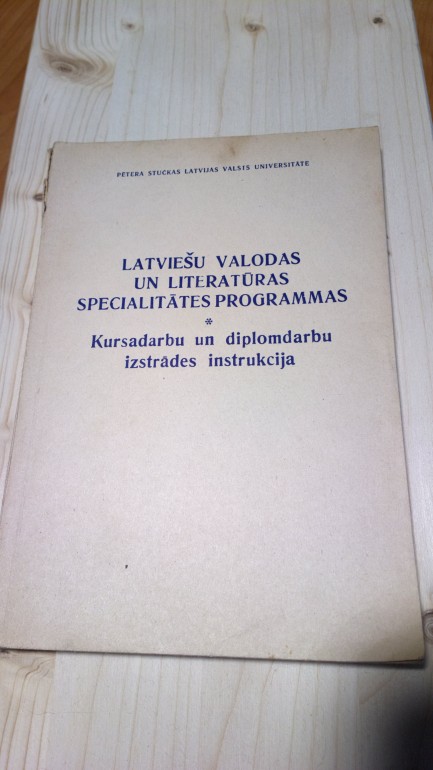 PĒTERA STUČKAS LATVIJAS VALSTS UNIVERSITĀTE
LATVIEŠU VALODAS
UN LITERATŪRAS
SPECIALITĀTES PROGRAMMAS
*
Kursadarbu un diplomdarbu
izstrādes instrukcija